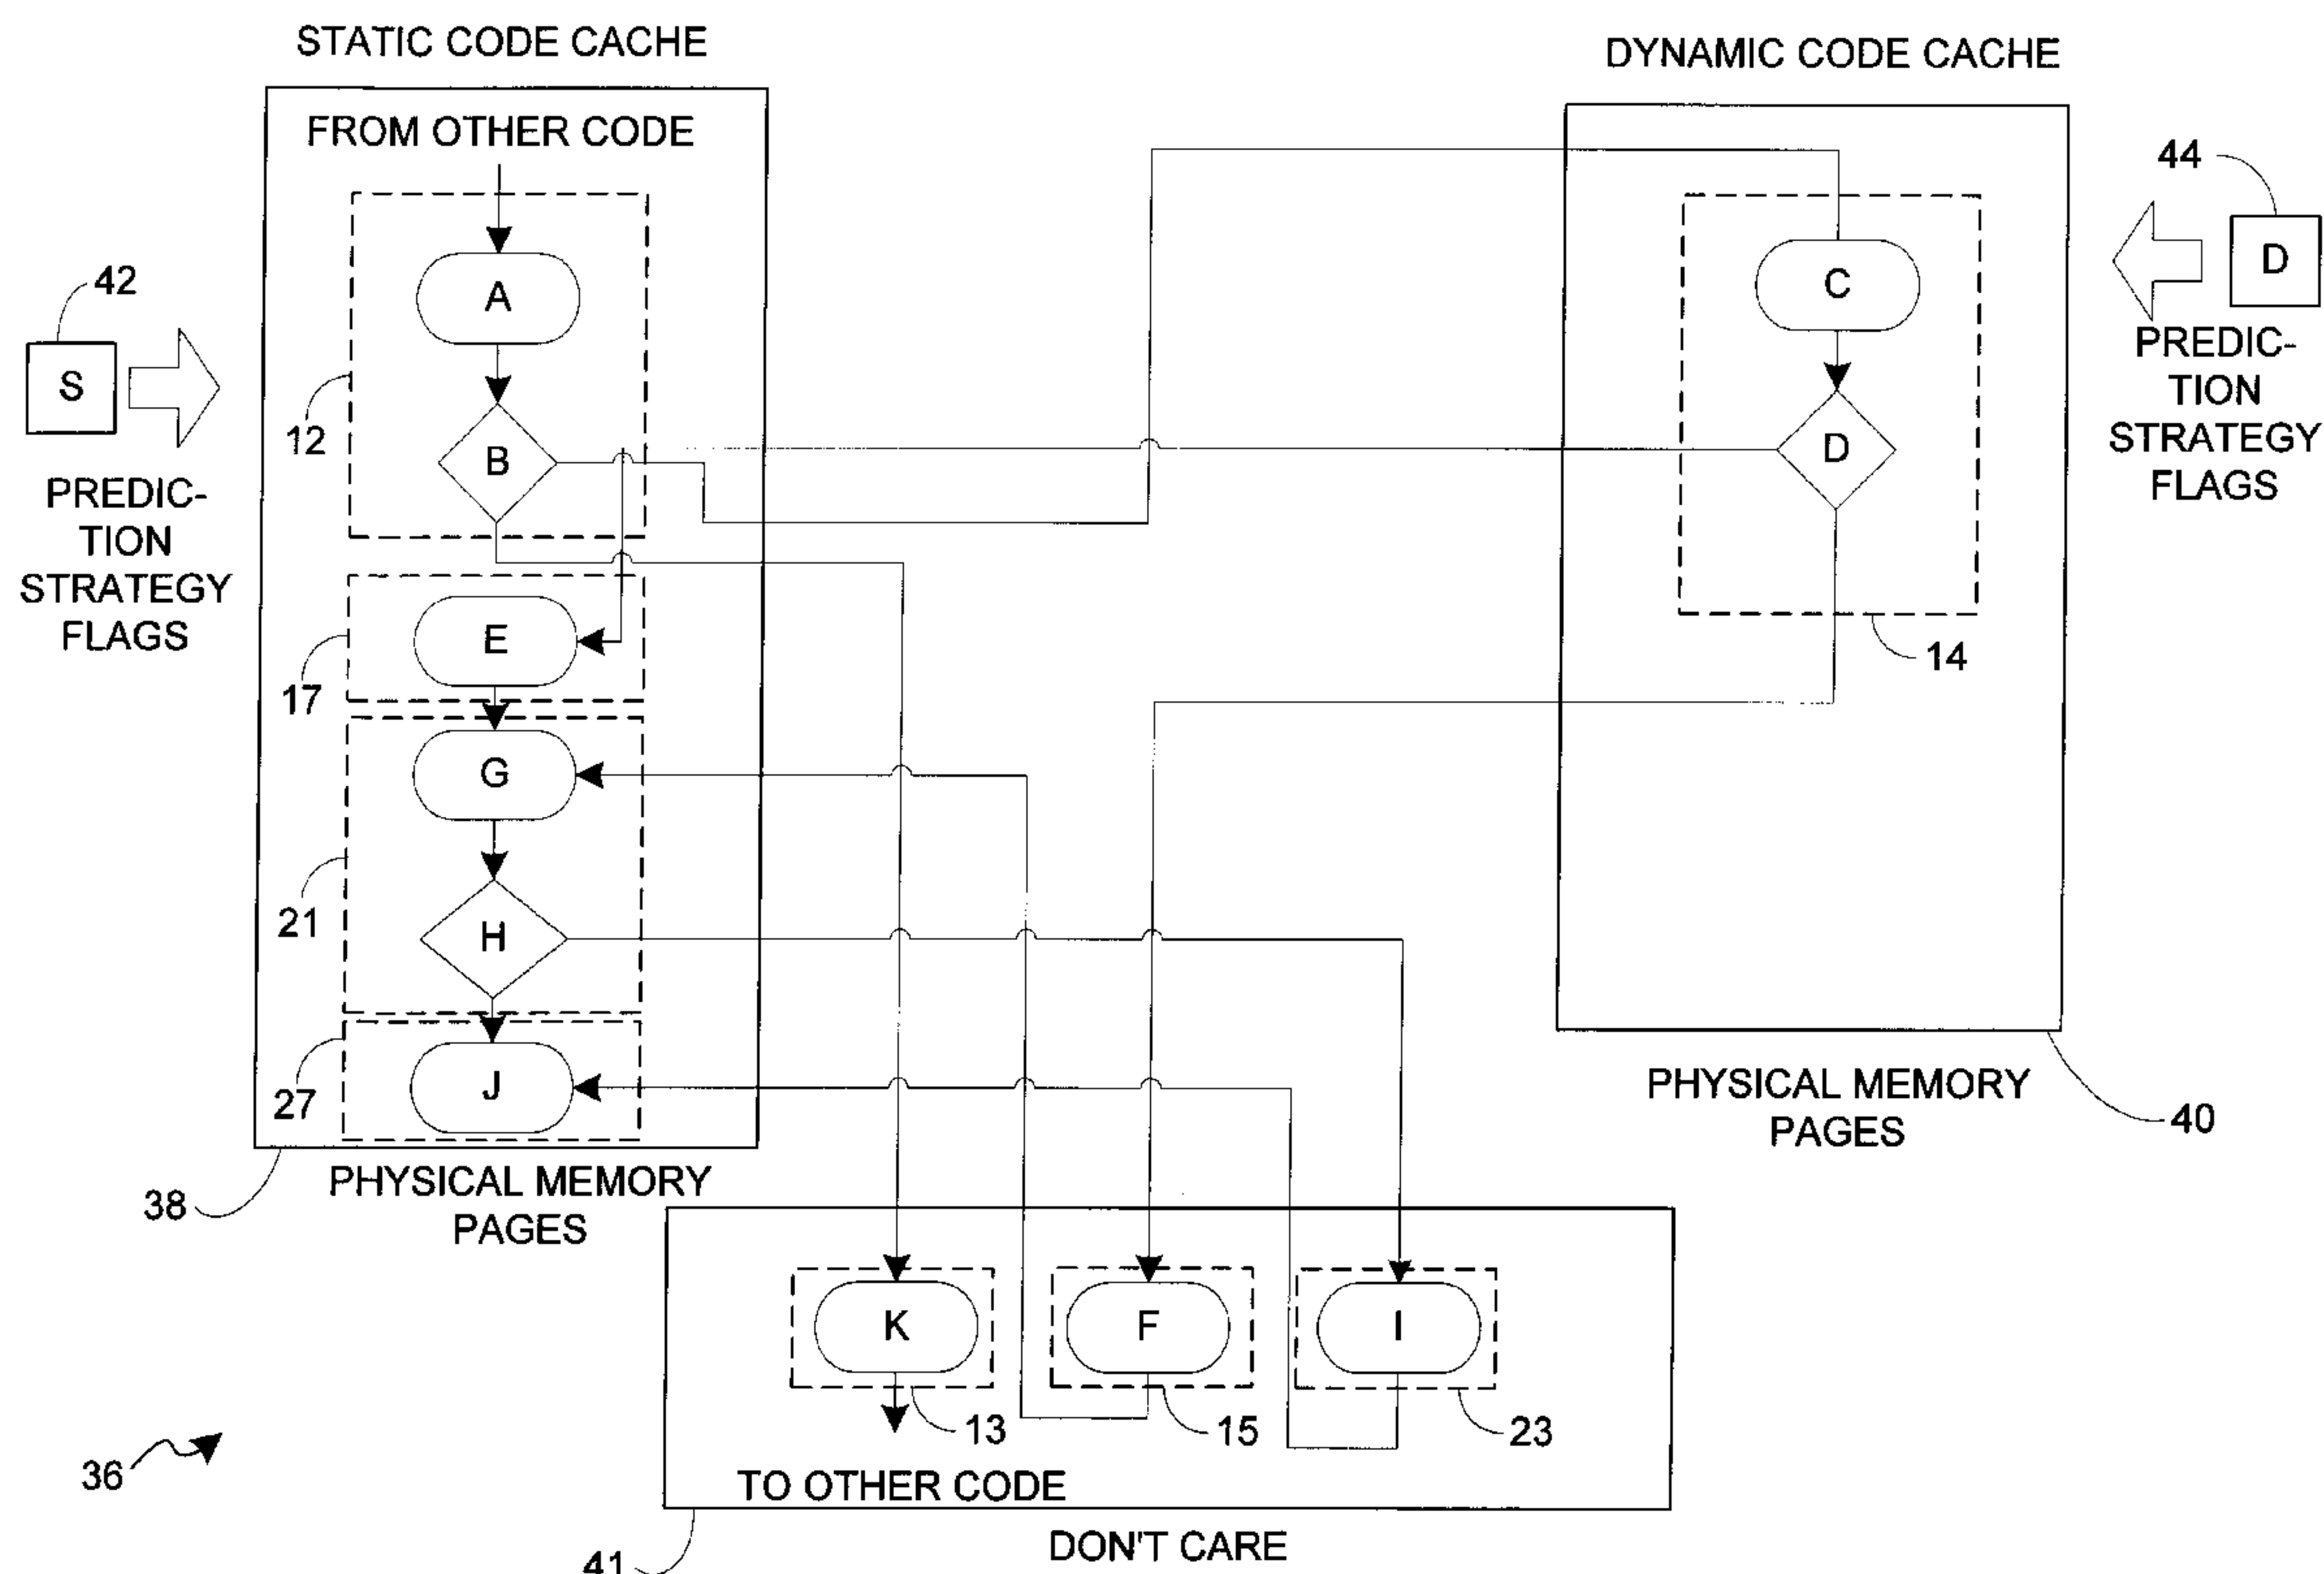 STATIC CODE CACHE
DYNAMIC CODE CACHE
FROM OTHER CODE
44
D
PREDIC-
TION
STRATEGY
FLAGS
42
S
PREDIC-
TION
STRATEGY
FLAGS
A
12
B
C
D
14
E
17
G
21
H
27
J
38
PHYSICAL MEMORY
PAGES
PHYSICAL MEMORY
PAGES
40
K
F
I
13
15
23
TO OTHER CODE
36
41
DON'T CARE